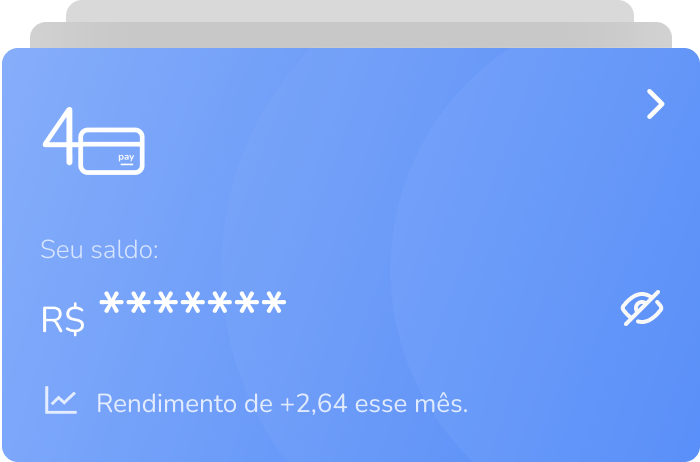 4
pay
Seu saldo:
R$ *******
Rendimento de +2,64 esse mês.